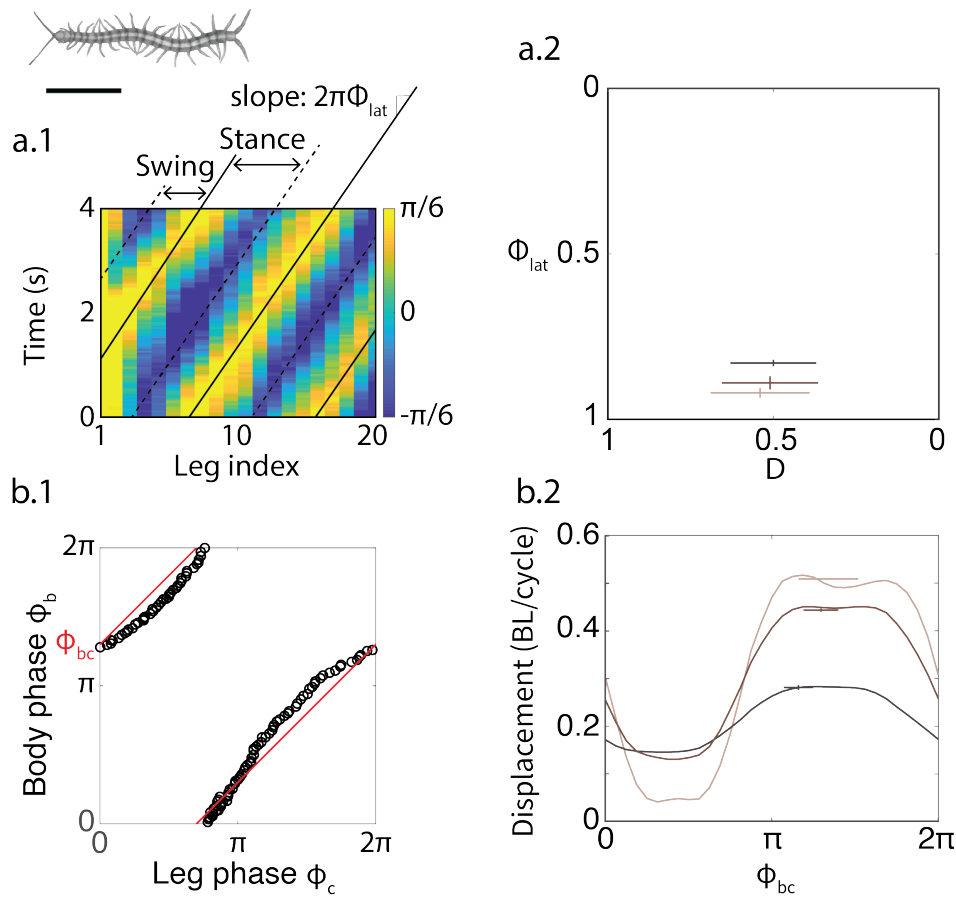 a.1
slope: 2πΦlat
Stance
Swing
π/6
0
-π/6
4
2
0
Time (s)
1
10
20
Leg index
a.2
0
0.5
1
Φlat
1
0.5
0
D
b.1
2π
ϕbc
π
0
Body phase ϕb
0
π
2π
Leg phase ϕc
b.2
0.6
0.4
0.2
0
Displacement (BL/cycle)
0
π
2π
ϕbc